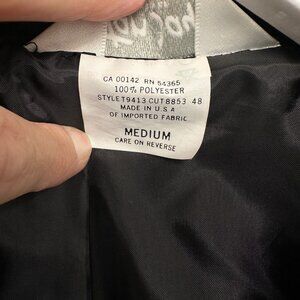 CA 00142 RN 54365
100% POLYESTER
STYLE T9413 CUT 8853 48
MADE IN U.S.A
OF IMPORTED FABRIC
MEDIUM
CARE ON REVERSE